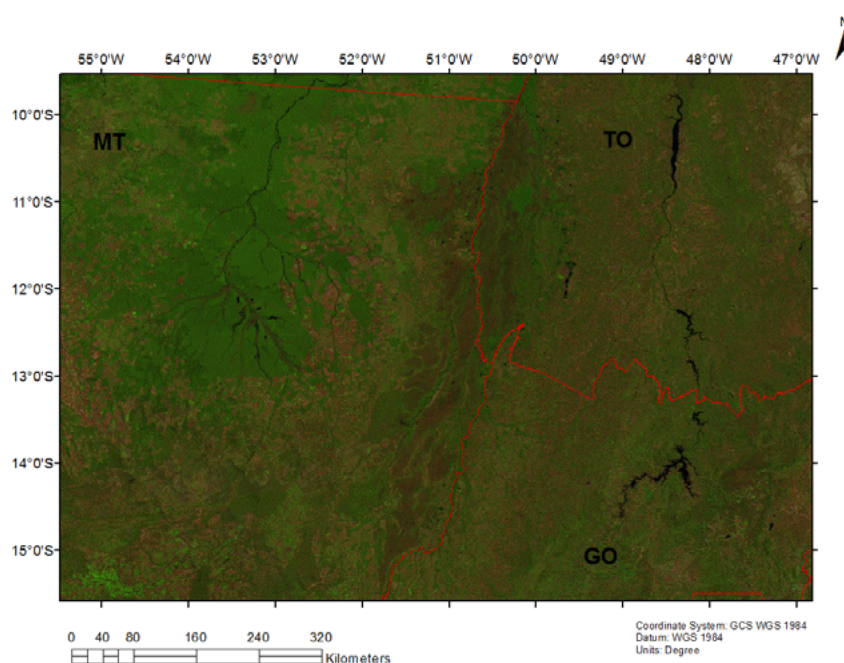 N
55°0'W 54°0'W 53°0'W 52°0'W 51°0'W 50°0'W 49°0'W 48°0'W 47°0'W
10°0'S
MT
TO
11°0'S
12°0'S
13°0'S
14°0'S
15°0'S
GO
0 40 80 160 240 320
Kilometers
Coordinate System: GCS WGS 1984
Datum: WGS 1984
Units: Degree